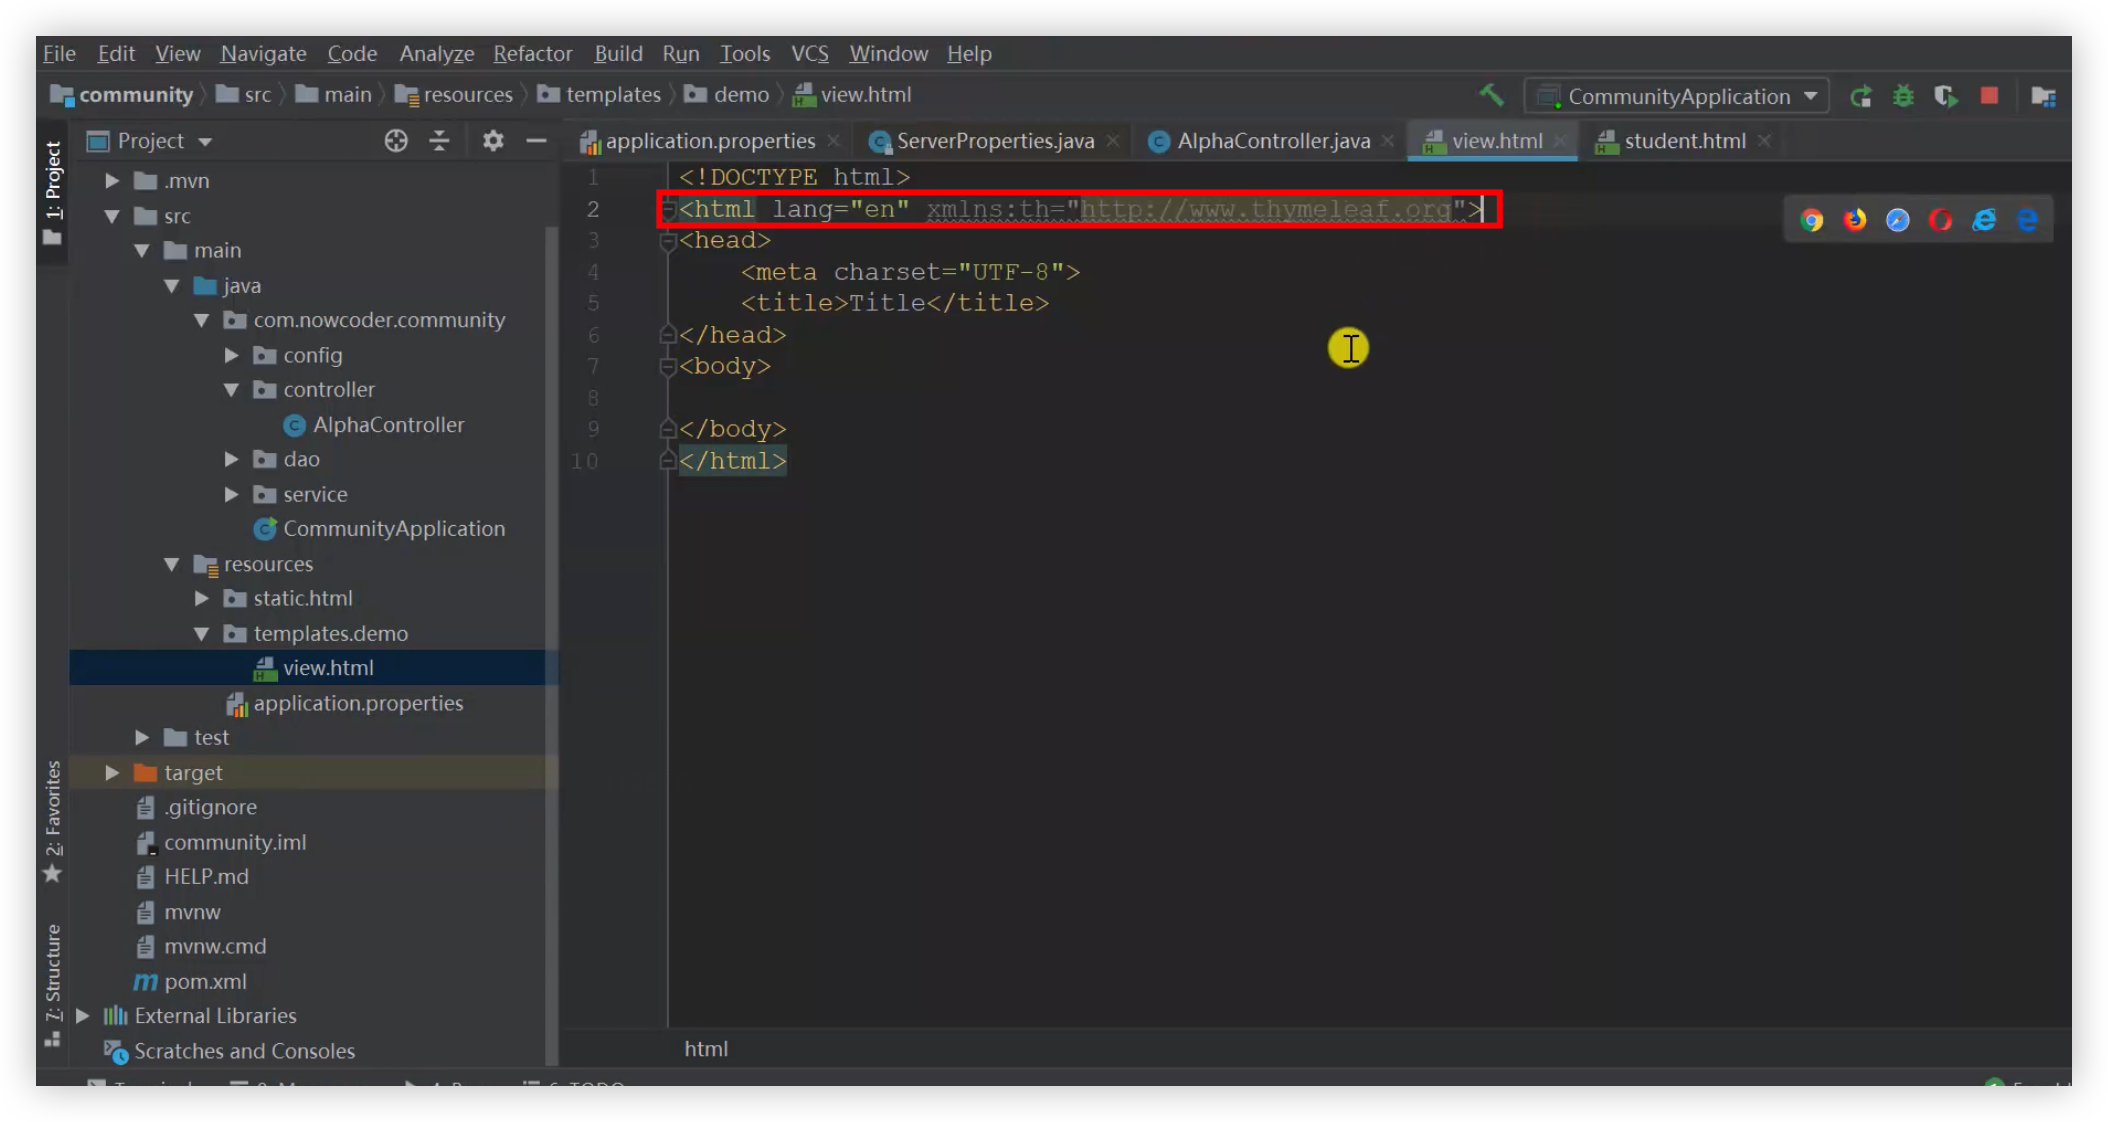 File Edit View Navigate Code Analyze Refactor Build Run Tools VCS Window Help
community src main resources templates demo view.html CommunityApplication
Project application.properties ServerProperties.java AlphaController.java view.html student.html
1: Project
2: Favorites
7: Structure
.mvn
src
main
java
com.nowcoder.community
config
controller
AlphaController
dao
service
CommunityApplication
resources
static.html
templates.demo
view.html
application.properties
test
target
.gitignore
community.iml
HELP.md
mvnw
mvnw.cmd
pom.xml
External Libraries
Scratches and Consoles
1 <!DOCTYPE html>
2 <html lang="en" xmlns:th="http://www.thymeleaf.org">
3 <head>
4 <meta charset="UTF-8">
5 <title>Title</title>
6 </head>
7 <body>
8
9 </body>
10 </html>
html